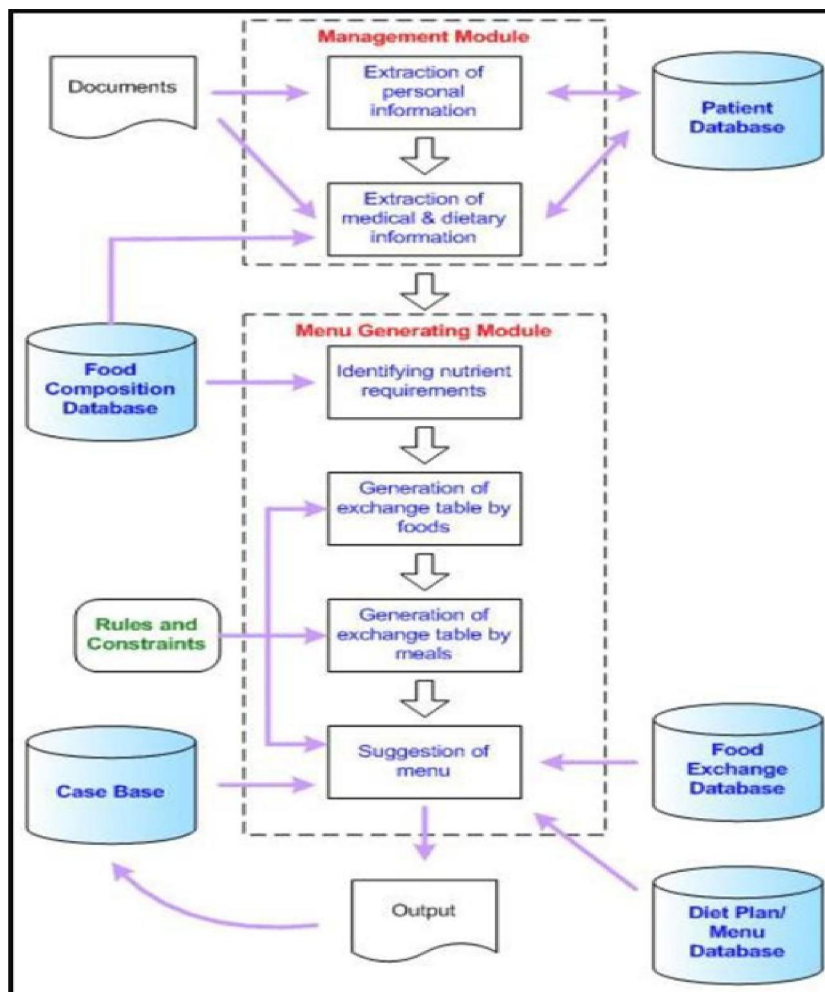 Management Module
Documents
Extraction of
personal
information
Patient
Database
Extraction of
medical & dietary
information
Menu Generating Module
Food
Composition
Database
Identifying nutrient
requirements
Generation of
exchange table by
foods
Rules and
Constraints
Generation of
exchange table by
meals
Case Base
Suggestion of
menu
Food
Exchange
Database
Output
Diet Plan/
Menu
Database